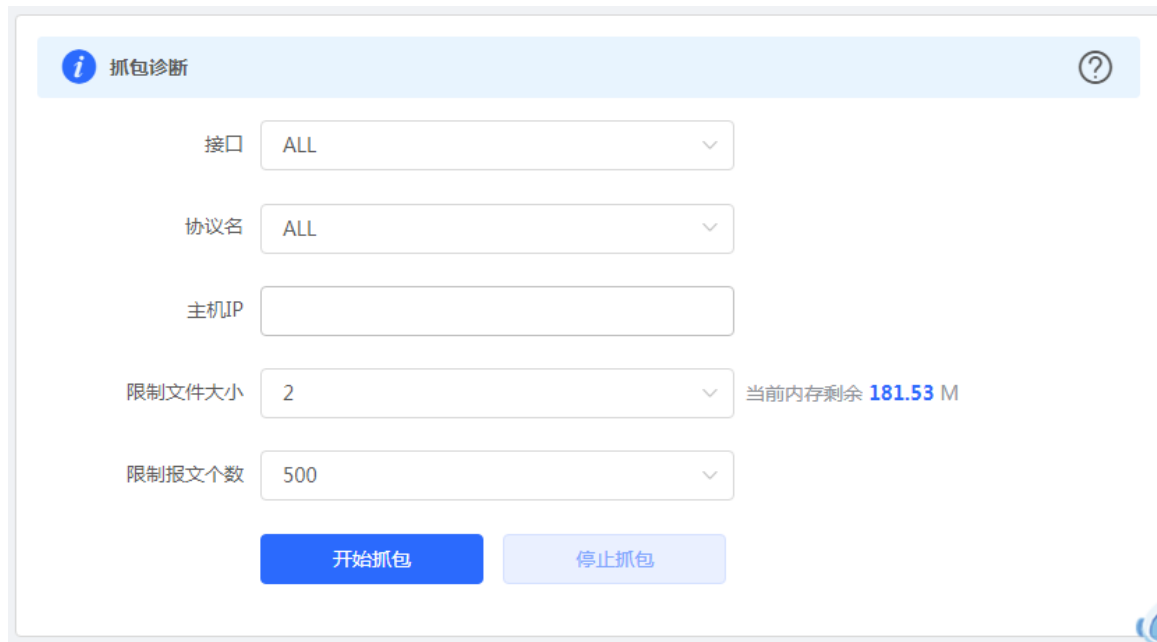 抓包诊断
接口 ALL
协议名 ALL
主机IP
限制文件大小 2 当前内存剩余 181.53 M
限制报文个数 500
开始抓包 停止抓包